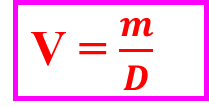 V = m/D